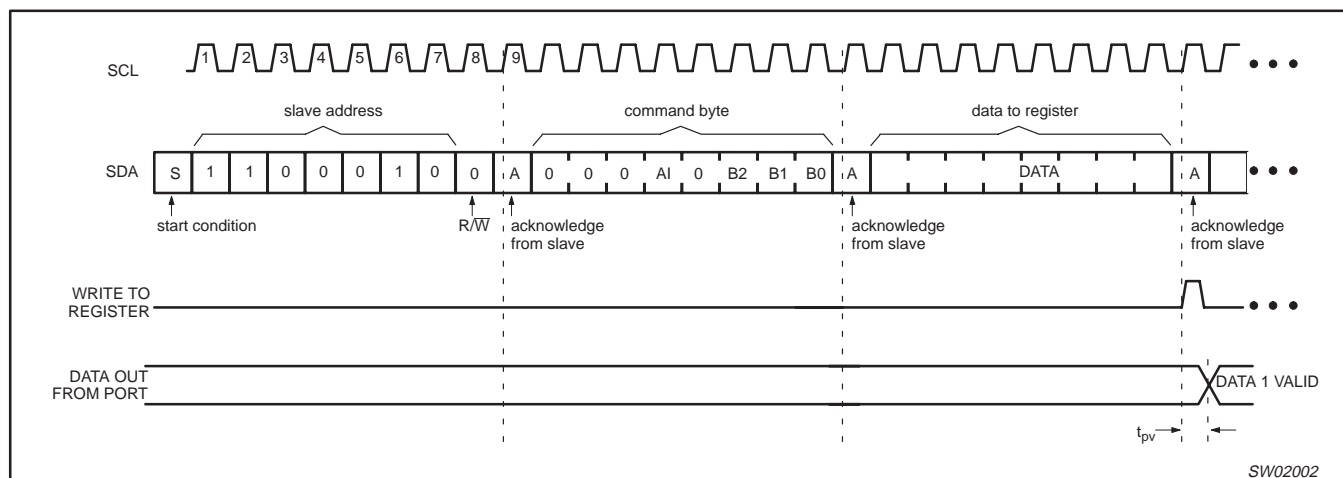 SCL 1 2 3 4 5 6 7 8 9
slave address command byte data to register
SDA S 1 1 0 0 0 1 0 0 A 0 0 0 AI 0 B2 B1 B0 A DATA A
start condition R/W̅ acknowledge from slave acknowledge from slave acknowledge from slave
WRITE TO
REGISTER
DATA OUT
FROM PORT
DATA 1 VALID
tpv
SW02002